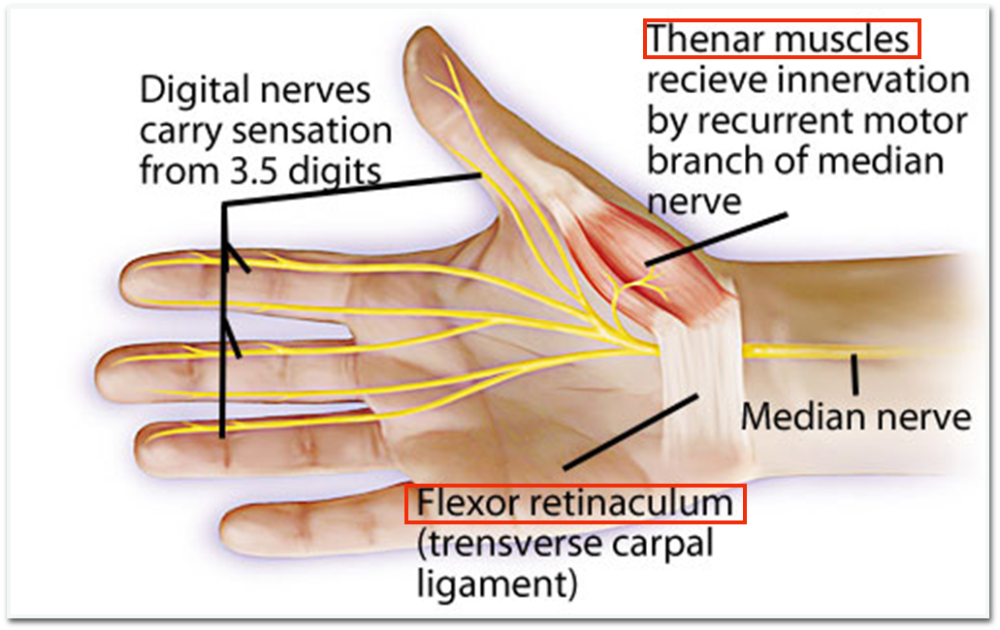 Digital nerves
carry sensation
from 3.5 digits
Thenar muscles
recieve innervation
by recurrent motor
branch of median
nerve
Median nerve
Flexor retinaculum
(trensverse carpal
ligament)